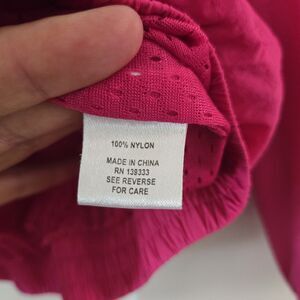 100% NYLON
MADE IN CHINA
RN 139333
SEE REVERSE
FOR CARE